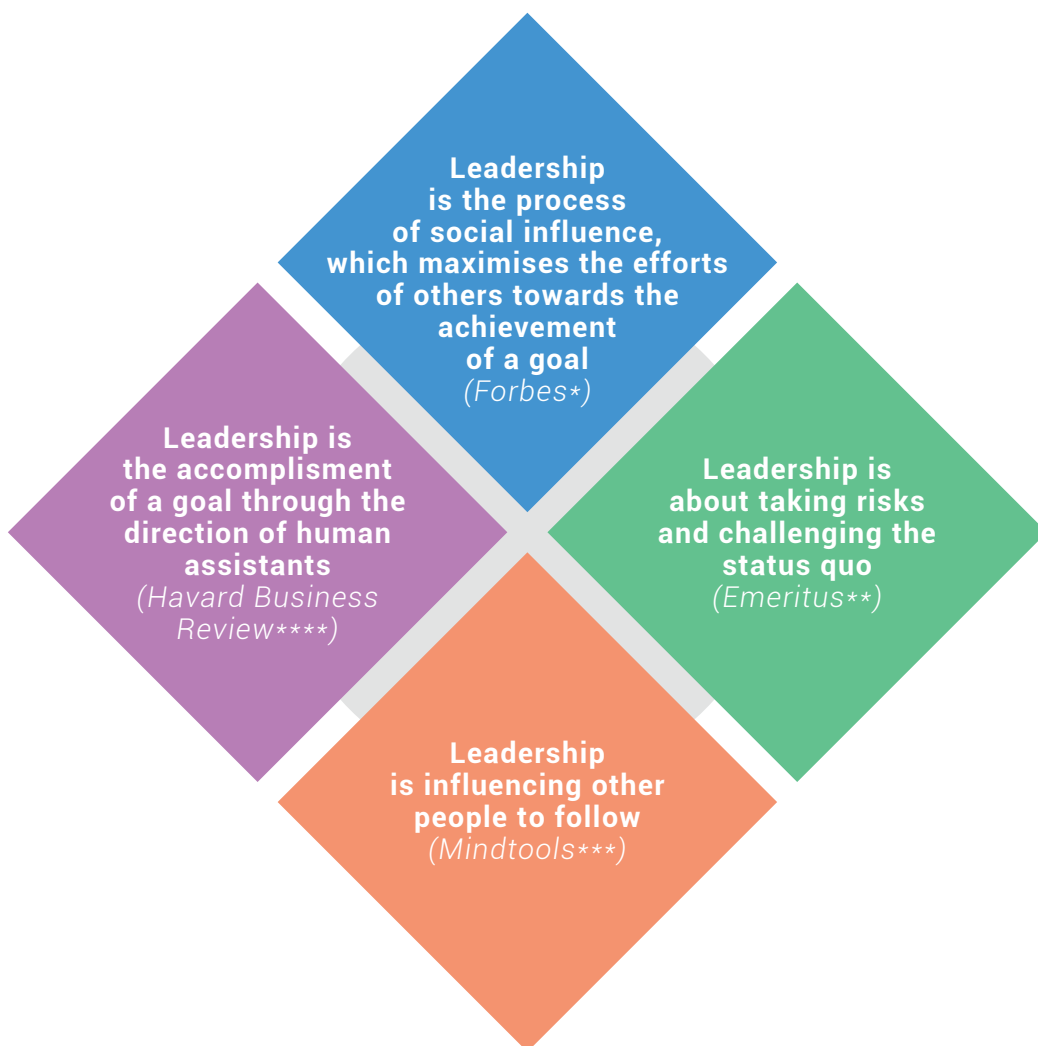 Leadership
is the process
of social influence,
which maximises the efforts
of others towards the
achievement
of a goal
(Forbes*)
Leadership is
the accomplisment
of a goal through the
direction of human
assistants
(Havard Business
Review****)
Leadership is
about taking risks
and challenging the
status quo
(Emeritus**)
Leadership
is influencing other
people to follow
(Mindtools***)